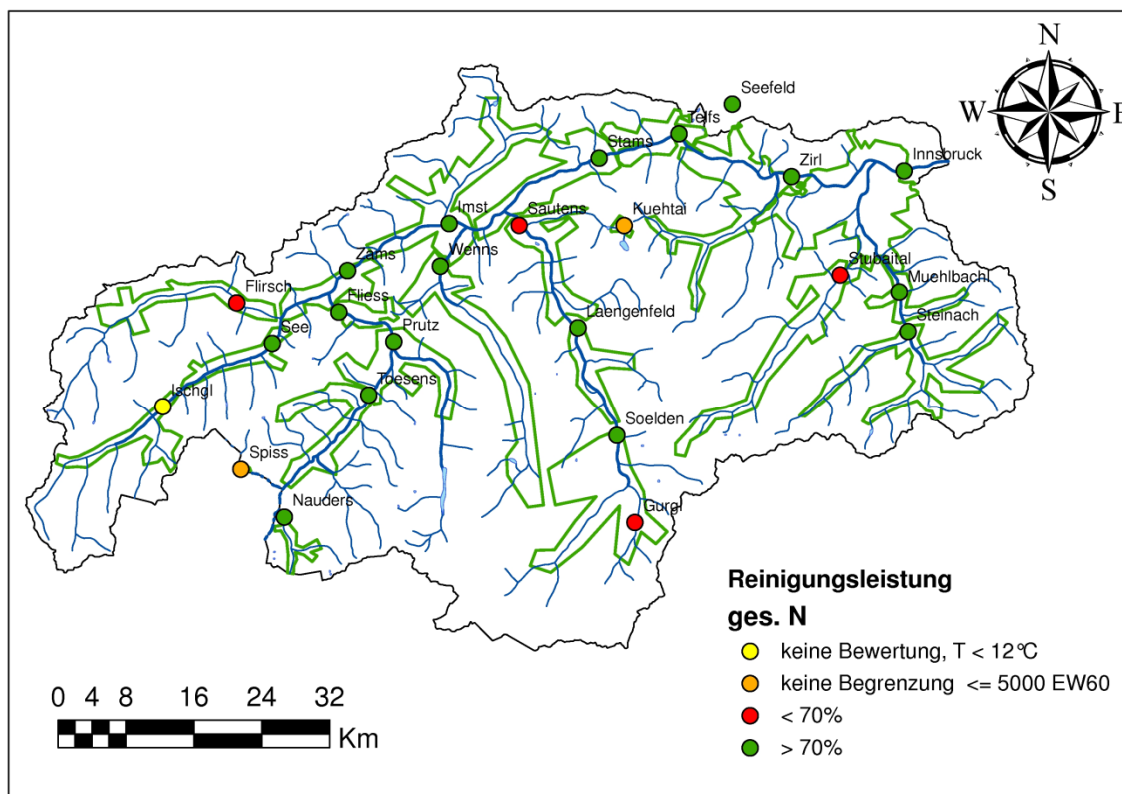 N
Seefeld
Telfs
W
E
Stams
Zirl
Innsbruck
S
Imst
Sautens
Kuehtai
Zams
Wenns
Stubaital
Muehlbachl
Flirsch
Fliess
Laengenfeld
Steinach
See
Prutz
Ischgl
Toesens
Soelden
Spiss
Nauders
Gurgl
Reinigungsleistung
ges. N
keine Bewertung, T < 12°C
keine Begrenzung <= 5000 EW60
< 70%
> 70%
0 4 8 16 24 32
Km